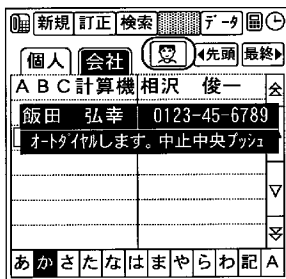 新規 訂正 検索 データ
個人 会社 先頭 最終
ABC計算機 相沢 俊一 全
飯田 弘幸 0123-45-6789
オートダイヤルします。中止中央プッシュ
あ か さ た な は ま や ら わ 記 A